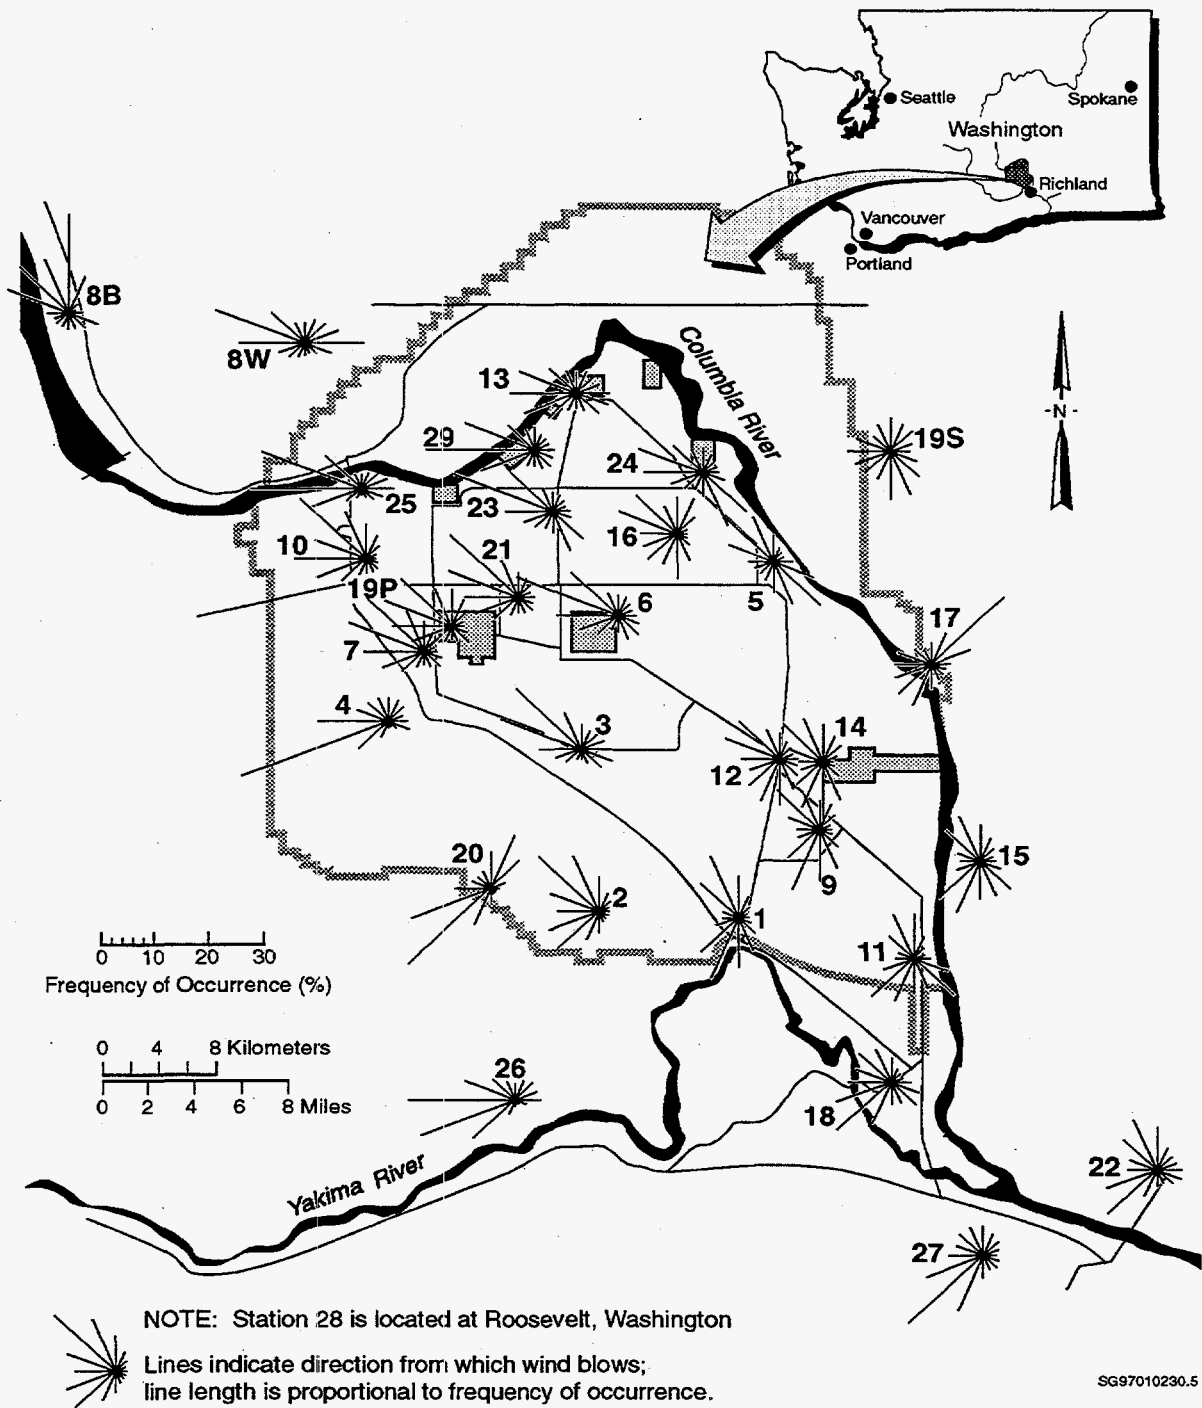 Seattle
Spokane
Washington
Richland
Vancouver
Portland
8B
8W
Columbia River
-N-
13
29
19S
24
25
23
16
10
21
19P
6
5
17
7
4
3
14
12
20
2
9
15
1
11
0 10 20 30
Frequency of Occurrence (%)
0 4 8 Kilometers
0 2 4 6 8 Miles
26
18
22
Yakima River
27
NOTE: Station 28 is located at Roosevelt, Washington
Lines indicate direction from which wind blows;
line length is proportional to frequency of occurrence.
SG97010230.5